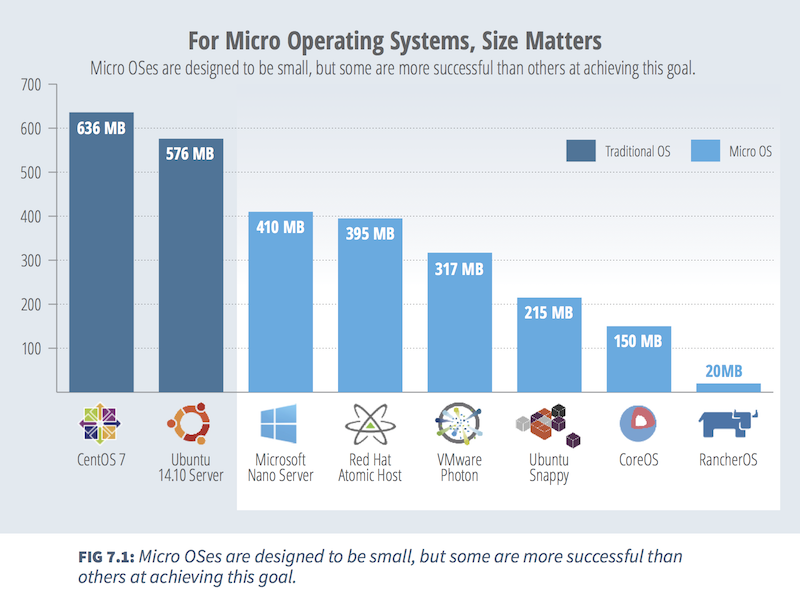 For Micro Operating Systems, Size Matters
Micro OSes are designed to be small, but some are more successful than others at achieving this goal.
700
600
500
400
300
200
100
636 MB
576 MB
410 MB
395 MB
317 MB
215 MB
150 MB
20MB
Traditional OS
Micro OS
CentOS 7
Ubuntu
14.10 Server
Microsoft
Nano Server
Red Hat
Atomic Host
VMware
Photon
Ubuntu
Snappy
CoreOS
RancherOS
FIG 7.1: Micro OSes are designed to be small, but some are more successful than
others at achieving this goal.